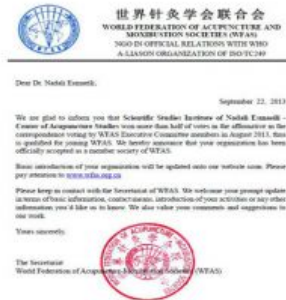 世界针灸学会联合会
WORLD FEDERATION OF ACUPUNCTURE AND
MOXIBUSTION SOCIETIES (WFAS)
NGO IN OFFICIAL RELATIONS WITH WHO
A LIAISON ORGANIZATION OF ISO/TC249
Dear Dr. Nadali Esmaeili,
September 22, 2013
We are glad to inform you that Scientific Studies Institute of Nadali Esmaeili -
Center of Acupuncture Studies won more than half of votes in the affirmative in the
correspondence voting by WFAS Executive Committee members in August 2013, thus
is qualified for joining WFAS. We hereby announce that your organization has been
officially accepted as a member society of WFAS.
Basic introduction of your organization will be updated onto our website soon. Please
pay attention to www.wfas.org.cn
Please keep in contact with the Secretariat of WFAS. We welcome your prompt update
in terms of basic information, contact means, introduction of your activities or any other
information you'd like us to know. We also value your comments and suggestions to
our work.
Yours sincerely,
The Secretariat
World Federation of Acupuncture-Moxibustion Societies (WFAS)